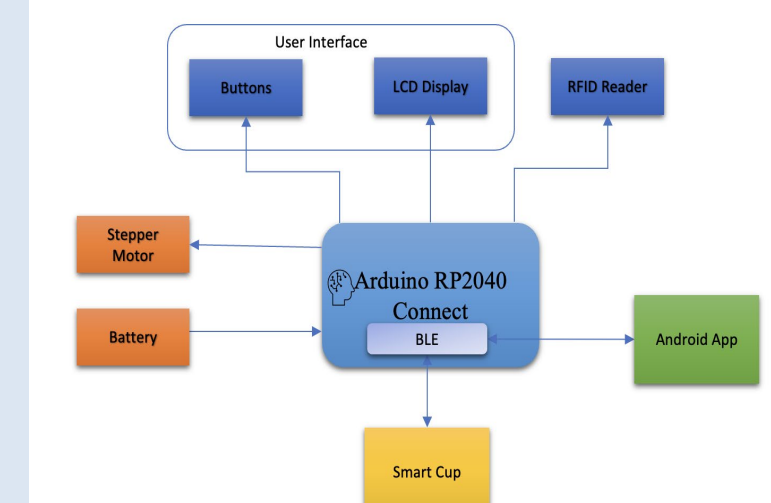 User Interface
Buttons
LCD Display
RFID Reader
Stepper
Motor
Arduino RP2040
Connect
Battery
BLE
Android App
Smart Cup